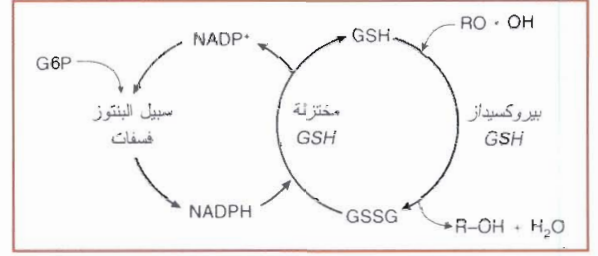 NADP+
GSH
RO · OH
G6P
سبيل البنتوز
فسفات
مختزلة
GSH
بيروكسيداز
GSH
NADPH
GSSG
R–OH + H₂O